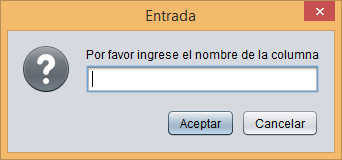 Entrada
Por favor ingrese el nombre de la columna
Aceptar
Cancelar